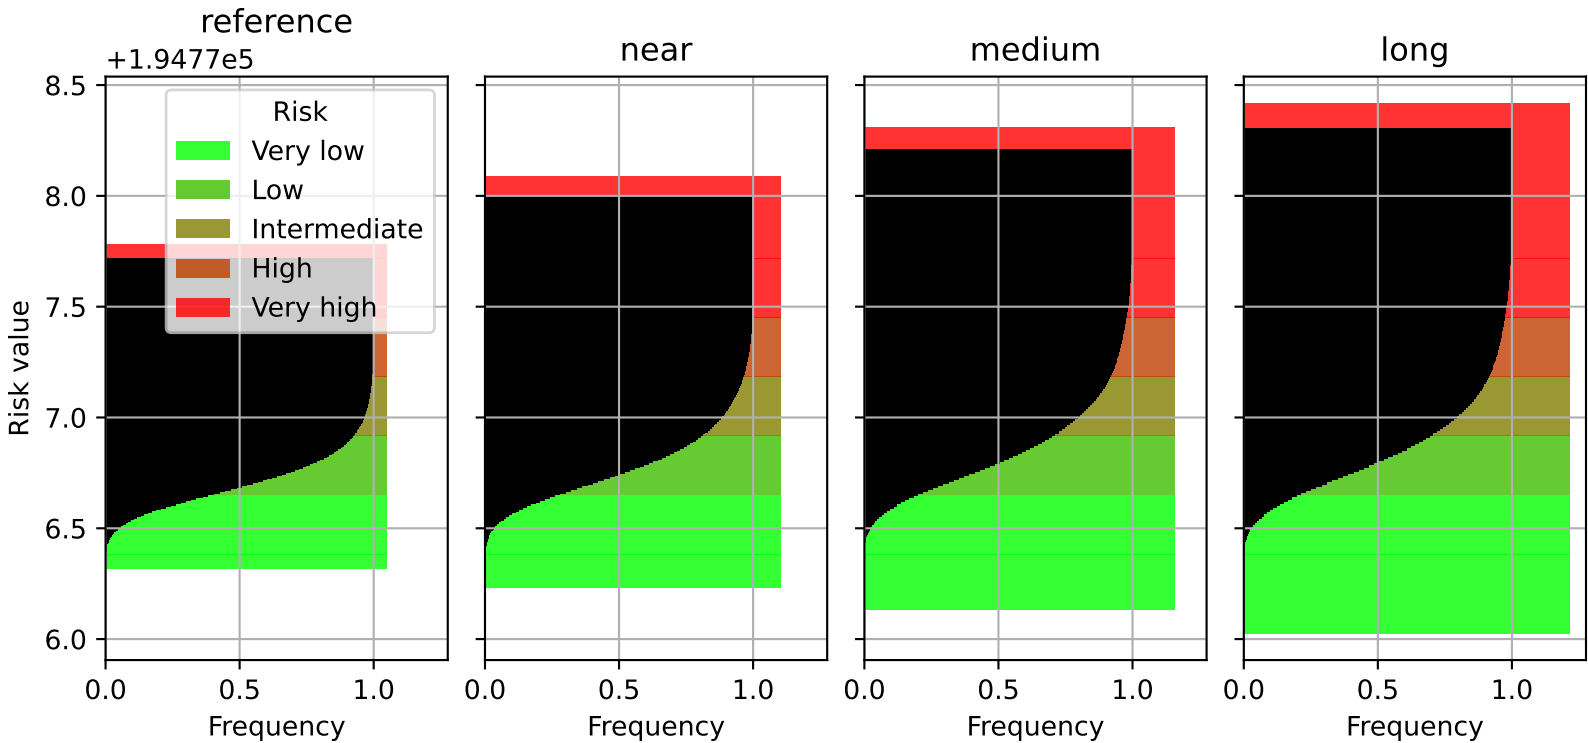 reference
near
medium
long
+1.9477e5
8.5
8.0
7.5
7.0
6.5
6.0
Risk value
Risk
Very low
Low
Intermediate
High
Very high
0.0 0.5 1.0
0.0 0.5 1.0
0.0 0.5 1.0
0.0 0.5 1.0
Frequency
Frequency
Frequency
Frequency